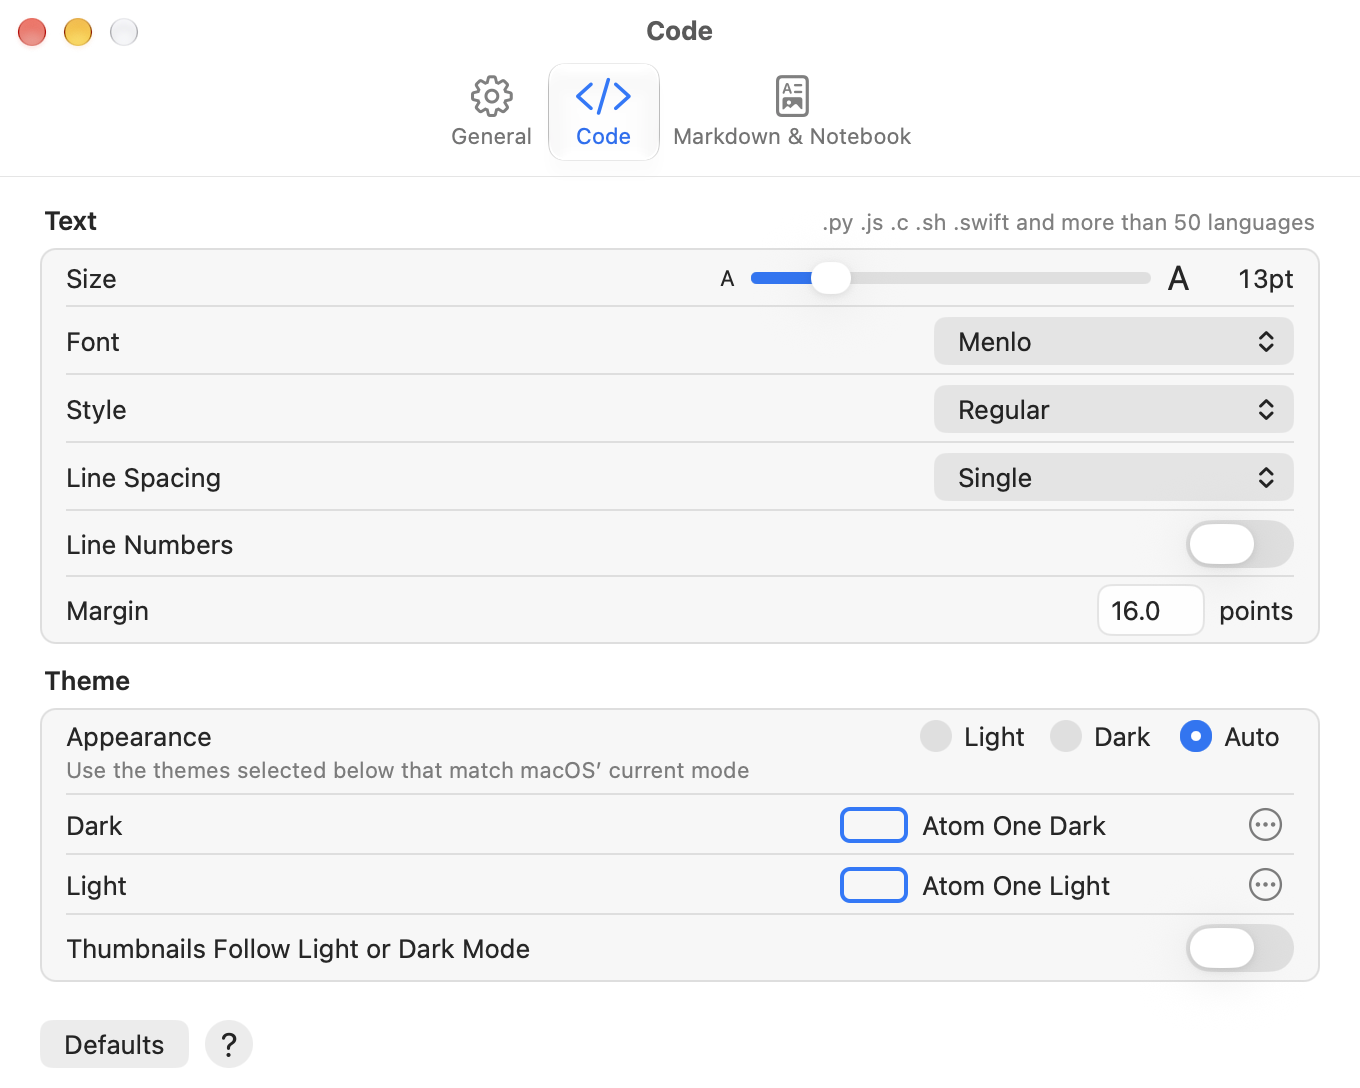 Code
General
Code
Markdown & Notebook
Text
.py .js .c .sh .swift and more than 50 languages
Size A A 13pt
Font Menlo
Style Regular
Line Spacing Single
Line Numbers
Margin 16.0 points
Theme
Appearance Light Dark Auto
Use the themes selected below that match macOS’ current mode
Dark Atom One Dark
Light Atom One Light
Thumbnails Follow Light or Dark Mode
Defaults ?